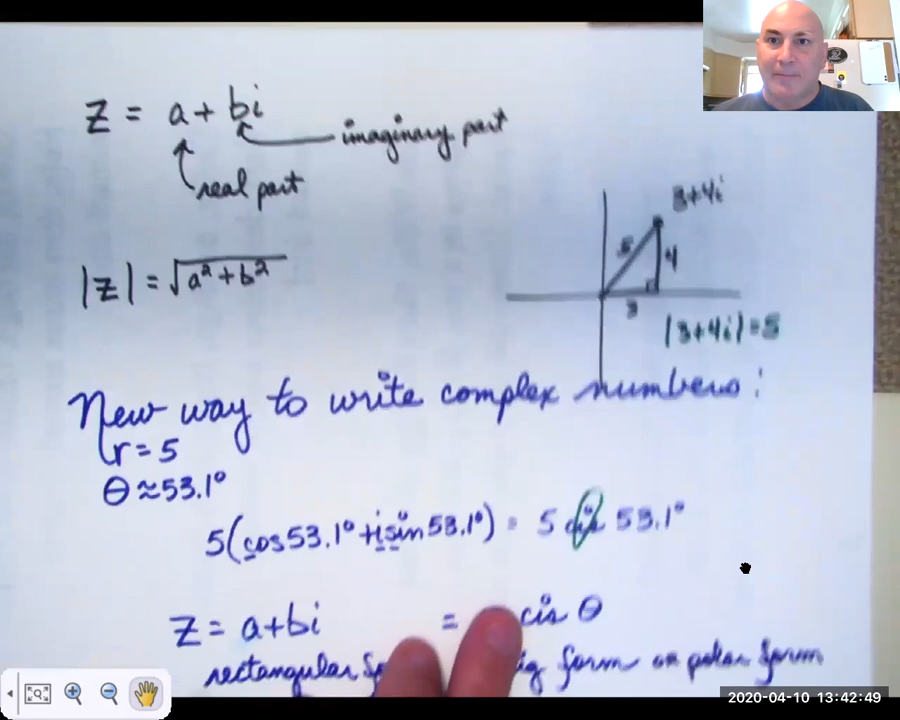 z = a + bi
imaginary part
real part
3+4i
5
4
3
|z| = √a² + b²
|3+4i| = 5
New way to write complex numbers:
r = 5
θ ≈ 53.1°
5(cos 53.1° + i sin 53.1°) = 5 cis 53.1°
z = a + bi = cis θ
rectangular or polar form
2020-04-10 13:42:49